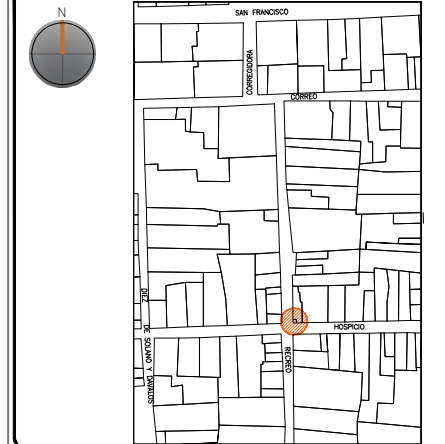 N
SAN FRANCISCO
CORREGIDORA
CORREO
DIEZ DE SOLANO Y DAVALOS
HOSPICIO
RECREO